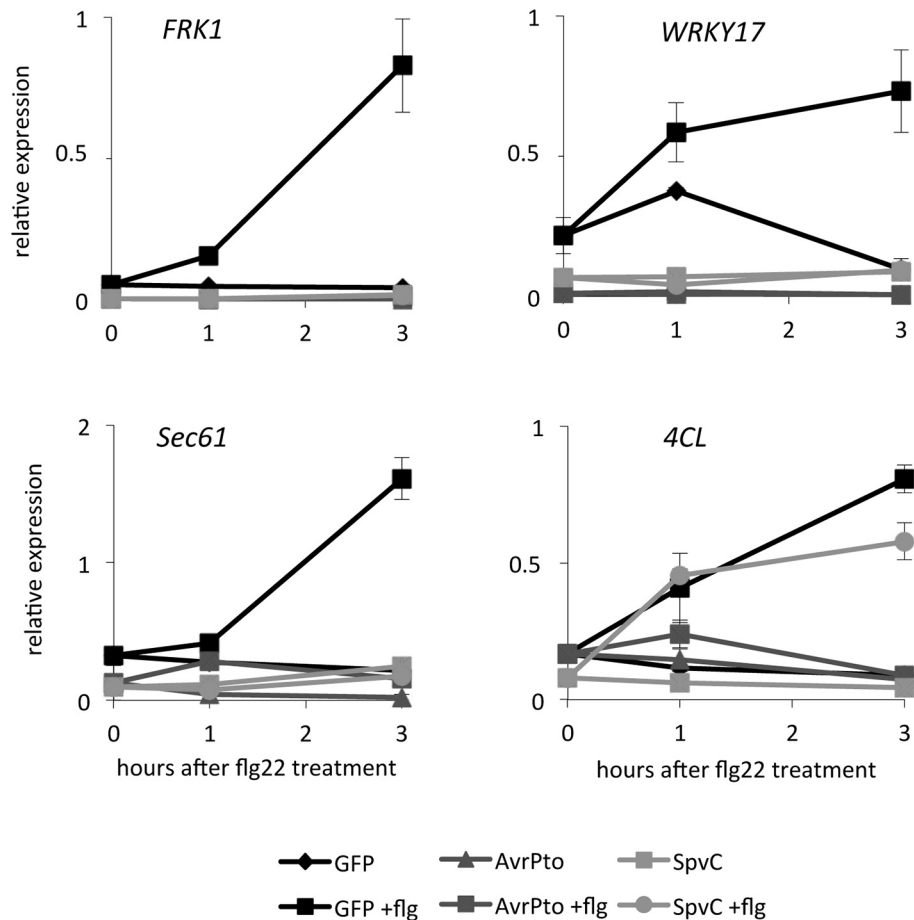 FRK1
WRKY17
1
0.5
0
relative expression
0 1 2 3
1
0.5
0
0 1 2 3
Sec61
4CL
2
1
0
relative expression
0 1 2 3
hours after flg22 treatment
1
0.5
0
0 1 2 3
hours after flg22 treatment
GFP AvrPto SpvC
GFP +flg AvrPto +flg SpvC +flg